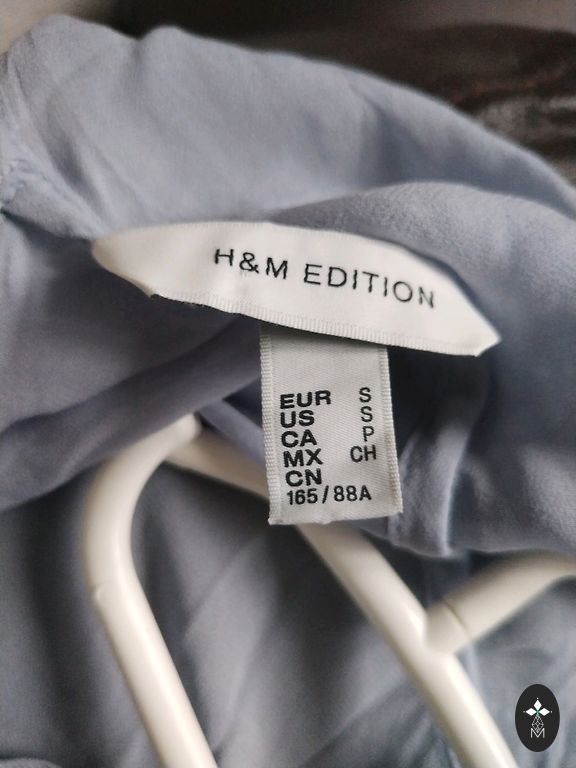 H&M EDITION
EUR S
US S
CA P
MX CH
CN
165/88A
M